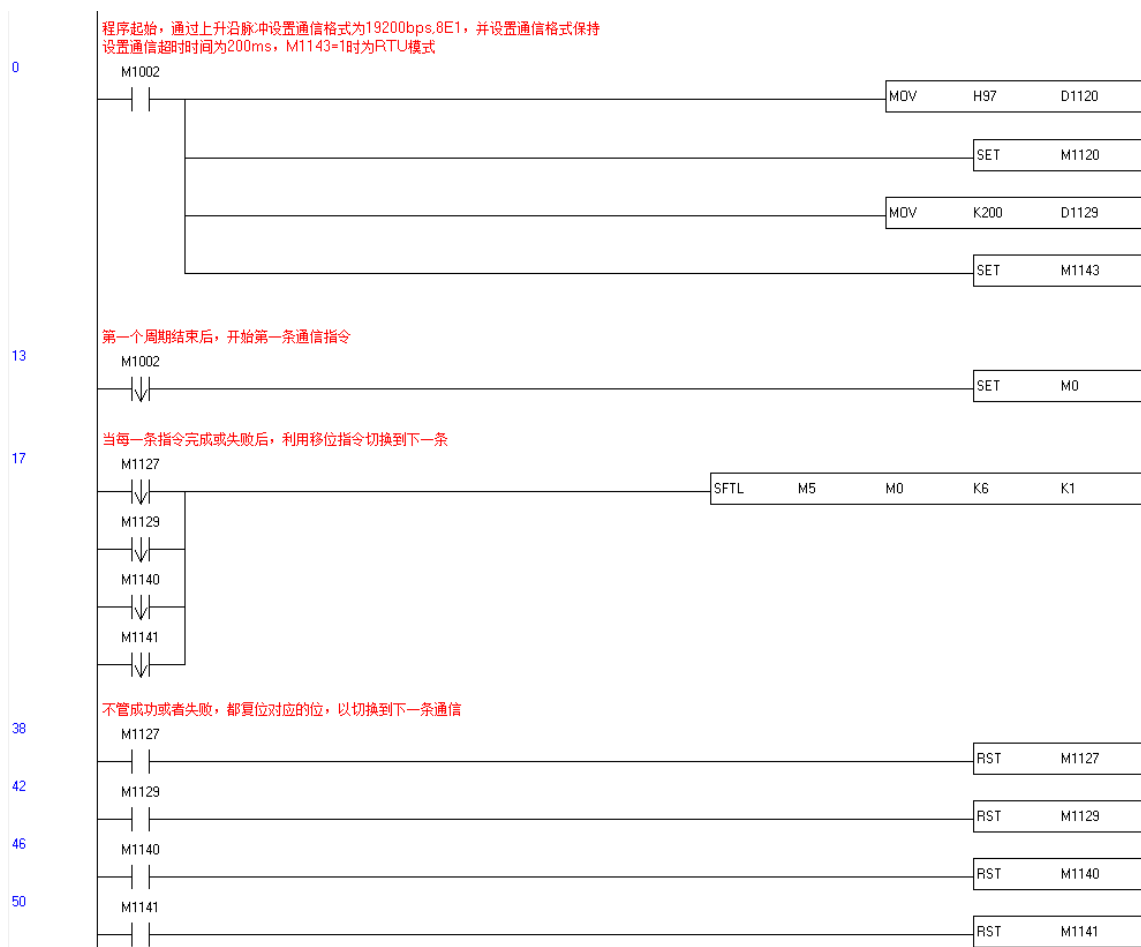 程序起始，通过上升沿脉冲设置通信格式为19200bps,8E1，并设置通信格式保持
设置通信超时时间为200ms，M1143=1时为RTU模式
0
M1002
MOV H97 D1120
SET M1120
MOV K200 D1129
SET M1143
第一个周期结束后，开始第一条通信指令
13
M1002
SET M0
当每一条指令完成或失败后，利用移位指令切换到下一条
17
M1127
SFTL M5 M0 K6 K1
M1129
M1140
M1141
不管成功或者失败，都复位对应的位，以切换到下一条通信
38
M1127
RST M1127
42
M1129
RST M1129
46
M1140
RST M1140
50
M1141
RST M1141